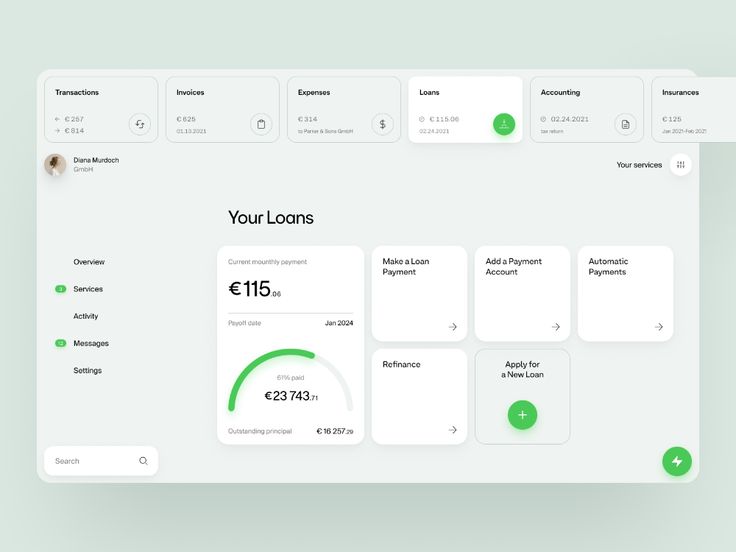 Transactions
← € 257
→ € 814
Invoices
€ 625
01.10.2021
Expenses
€ 314
to Parker & Sons GmbH
Loans
€ 115.06
02.24.2021
Accounting
02.24.2021
tax return
Insurances
€ 125
Jan 2021-Feb 2021
Diana Murdoch
GmbH
Your services
Your Loans
Overview
Services
Activity
Messages
Settings
Search
Current mounthly payment
€115.06
Payoff date Jan 2024
61% paid
€23 743.71
Outstanding principal € 16 257.29
Make a Loan
Payment
Add a Payment
Account
Automatic
Payments
Refinance
Apply for
a New Loan